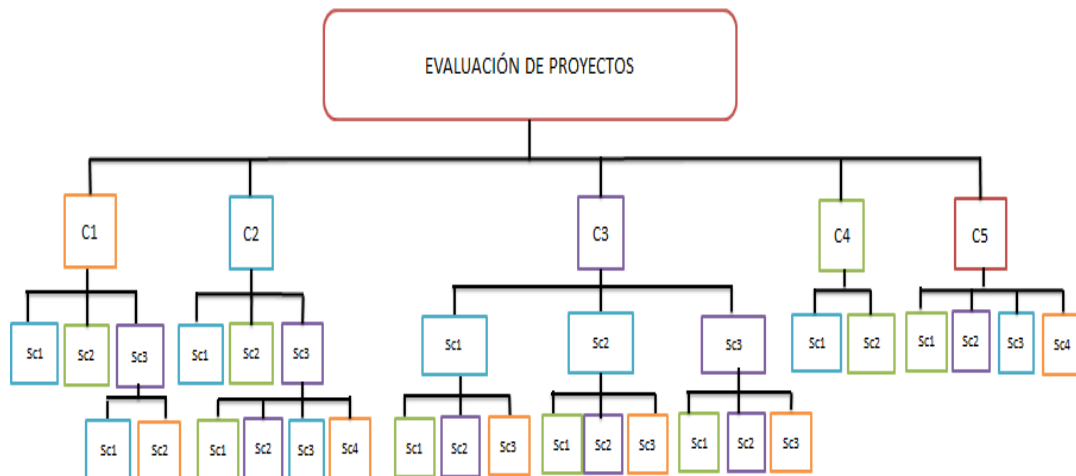 EVALUACIÓN DE PROYECTOS
C1 C2 C3 C4 C5
Sc1 Sc2 Sc3 Sc1 Sc2 Sc3 Sc1 Sc2 Sc3 Sc1 Sc2 Sc1 Sc2 Sc3 Sc4
Sc1 Sc2 Sc1 Sc2 Sc3 Sc4 Sc1 Sc2 Sc3 Sc1 Sc2 Sc3 Sc1 Sc2 Sc3